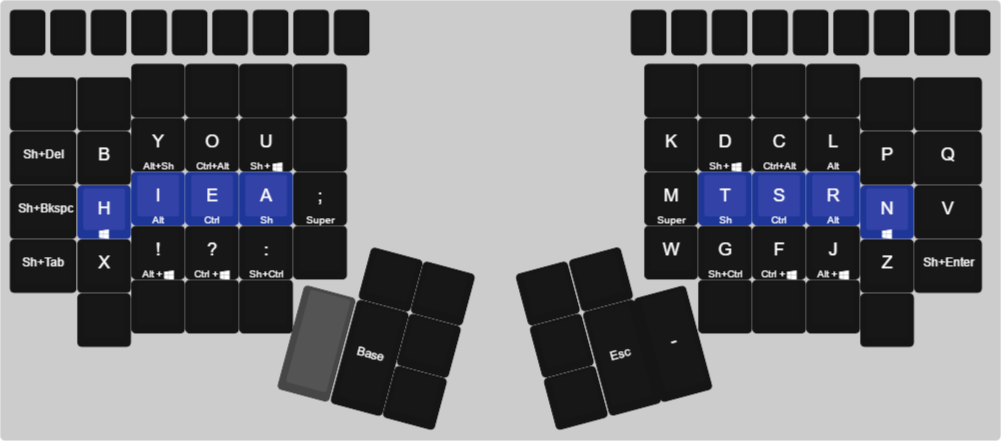 Sh+Del B Y O U K D C L P Q
Alt+Sh Ctrl+Alt Sh+ Sh+ Ctrl+Alt Alt
Sh+Bkspc H I E A ; M T S R N V
Alt Ctrl Sh Super Super Sh Ctrl Alt
Sh+Tab X ! ? : W G F J Z Sh+Enter
Alt + Ctrl + Sh+Ctrl Sh+Ctrl Ctrl + Alt +
Base Esc -